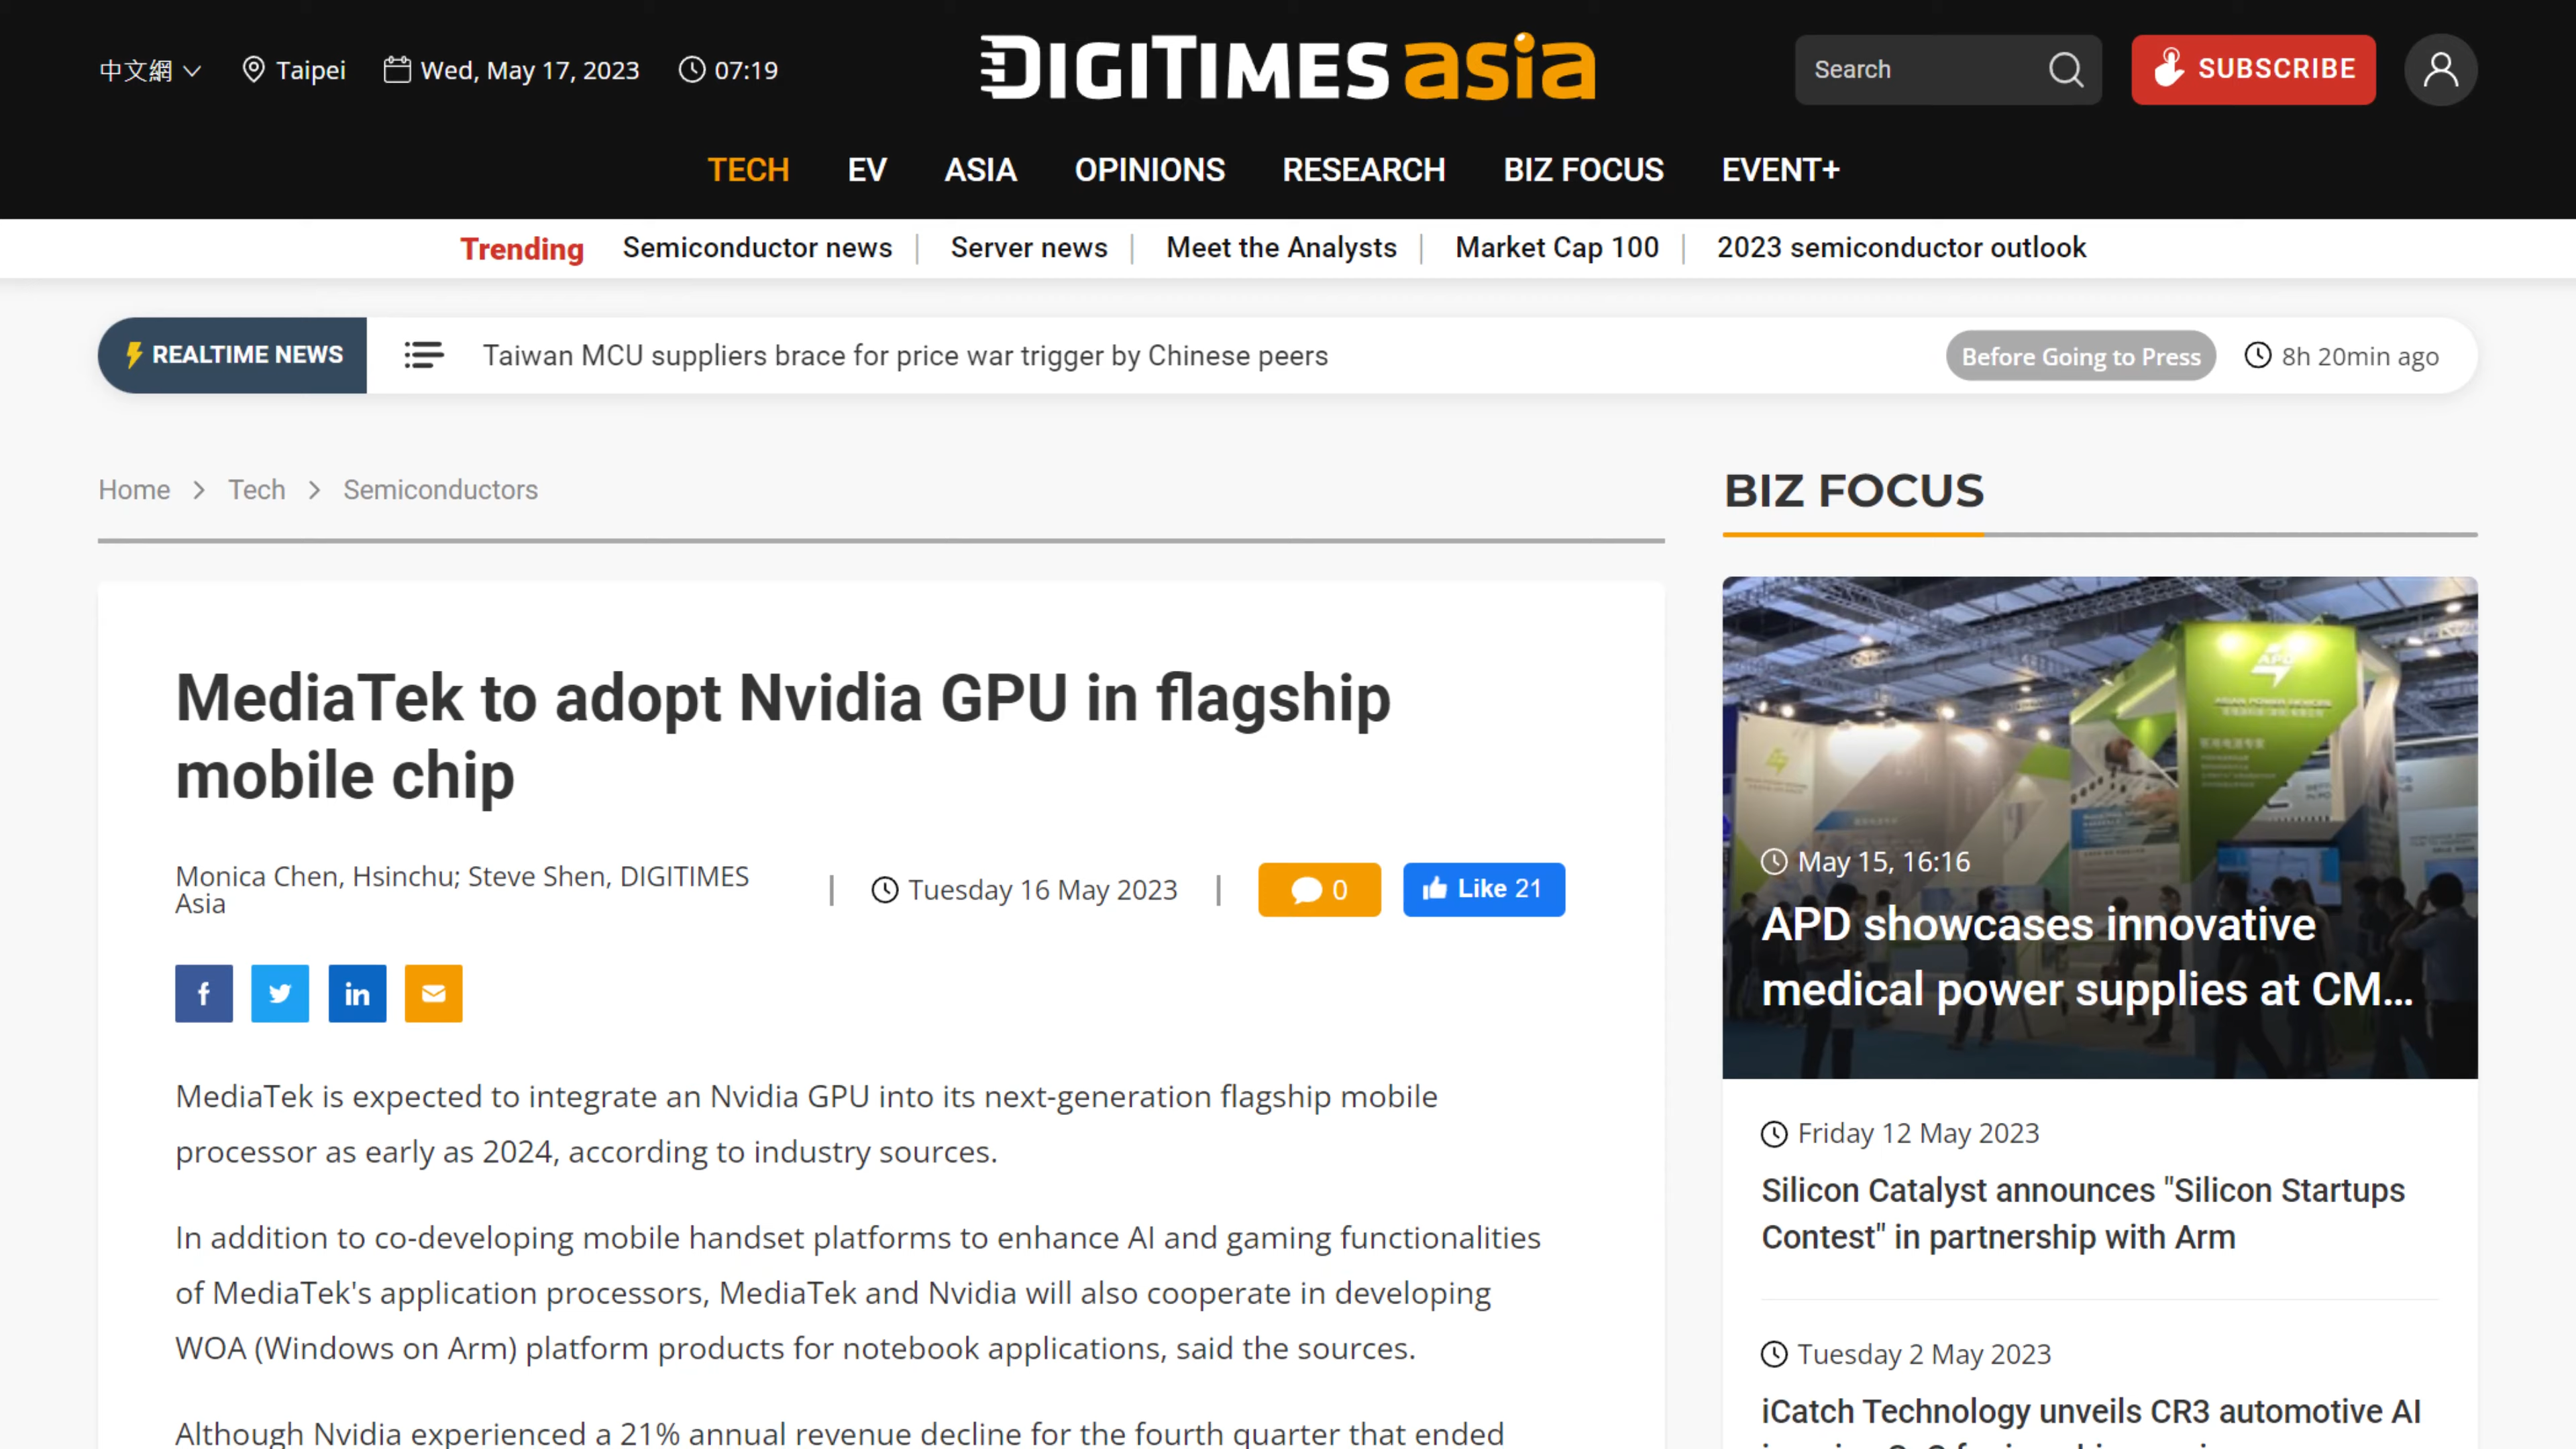 中文網 Taipei Wed, May 17, 2023 07:19
DIGITIMES asia
Search
SUBSCRIBE
TECH EV ASIA OPINIONS RESEARCH BIZ FOCUS EVENT+
Trending Semiconductor news | Server news | Meet the Analysts | Market Cap 100 | 2023 semiconductor outlook
REALTIME NEWS Taiwan MCU suppliers brace for price war trigger by Chinese peers Before Going to Press 8h 20min ago
Home > Tech > Semiconductors
MediaTek to adopt Nvidia GPU in flagship
mobile chip
Monica Chen, Hsinchu; Steve Shen, DIGITIMES
Asia
| Tuesday 16 May 2023 | 0 Like 21
MediaTek is expected to integrate an Nvidia GPU into its next-generation flagship mobile
processor as early as 2024, according to industry sources.
In addition to co-developing mobile handset platforms to enhance AI and gaming functionalities
of MediaTek's application processors, MediaTek and Nvidia will also cooperate in developing
WOA (Windows on Arm) platform products for notebook applications, said the sources.
Although Nvidia experienced a 21% annual revenue decline for the fourth quarter that ended
BIZ FOCUS
APD
ASIAN POWER DEVICES
May 15, 16:16
APD showcases innovative
medical power supplies at CM...
Friday 12 May 2023
Silicon Catalyst announces "Silicon Startups
Contest" in partnership with Arm
Tuesday 2 May 2023
iCatch Technology unveils CR3 automotive AI